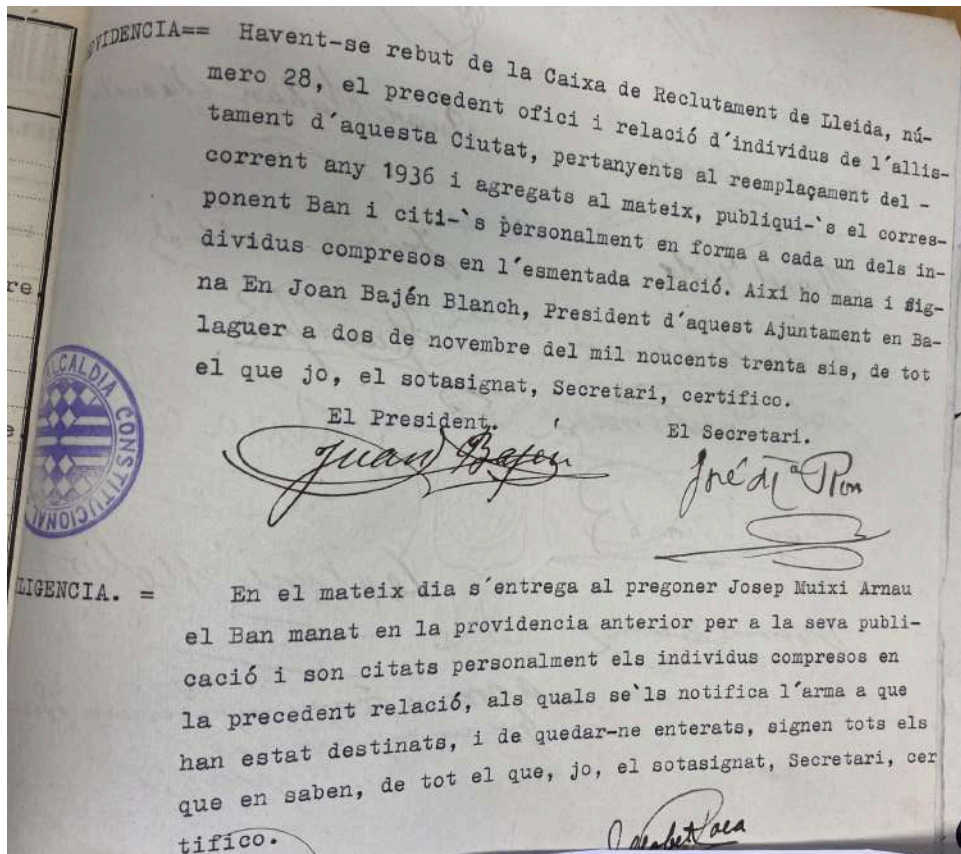 OVIDENCIA== Havent-se rebut de la Caixa de Reclutament de Lleida, nú-
mero 28, el precedent ofici i relació d´individus de l´allis-
tament d´aquesta Ciutat, pertanyents al reemplaçament del -
corrent any 1936 i agregats al mateix, publiqui-`s el corres-
ponent Ban i citi-`s personalment en forma a cada un dels in-
dividus compresos en l´esmentada relació. Aixi ho mana i sig-
na En Joan Bajén Blanch, President d´aquest Ajuntament en Ba-
laguer a dos de novembre del mil noucents trenta sis, de tot
el que jo, el sotasignat, Secretari, certifico.
El President. El Secretari.
Juan Bajen
ALCALDIA CONSTITUCIONAL
LIGENCIA. = En el mateix dia s´entrega al pregoner Josep Muixi Arnau
el Ban manat en la providencia anterior per a la seva publi-
cació i son citats personalment els individus compresos en
la precedent relació, als quals se`ls notifica l´arma a que
han estat destinats, i de quedar-ne enterats, signen tots els
que en saben, de tot el que, jo, el sotasignat, Secretari, cer
tifico.
re
e